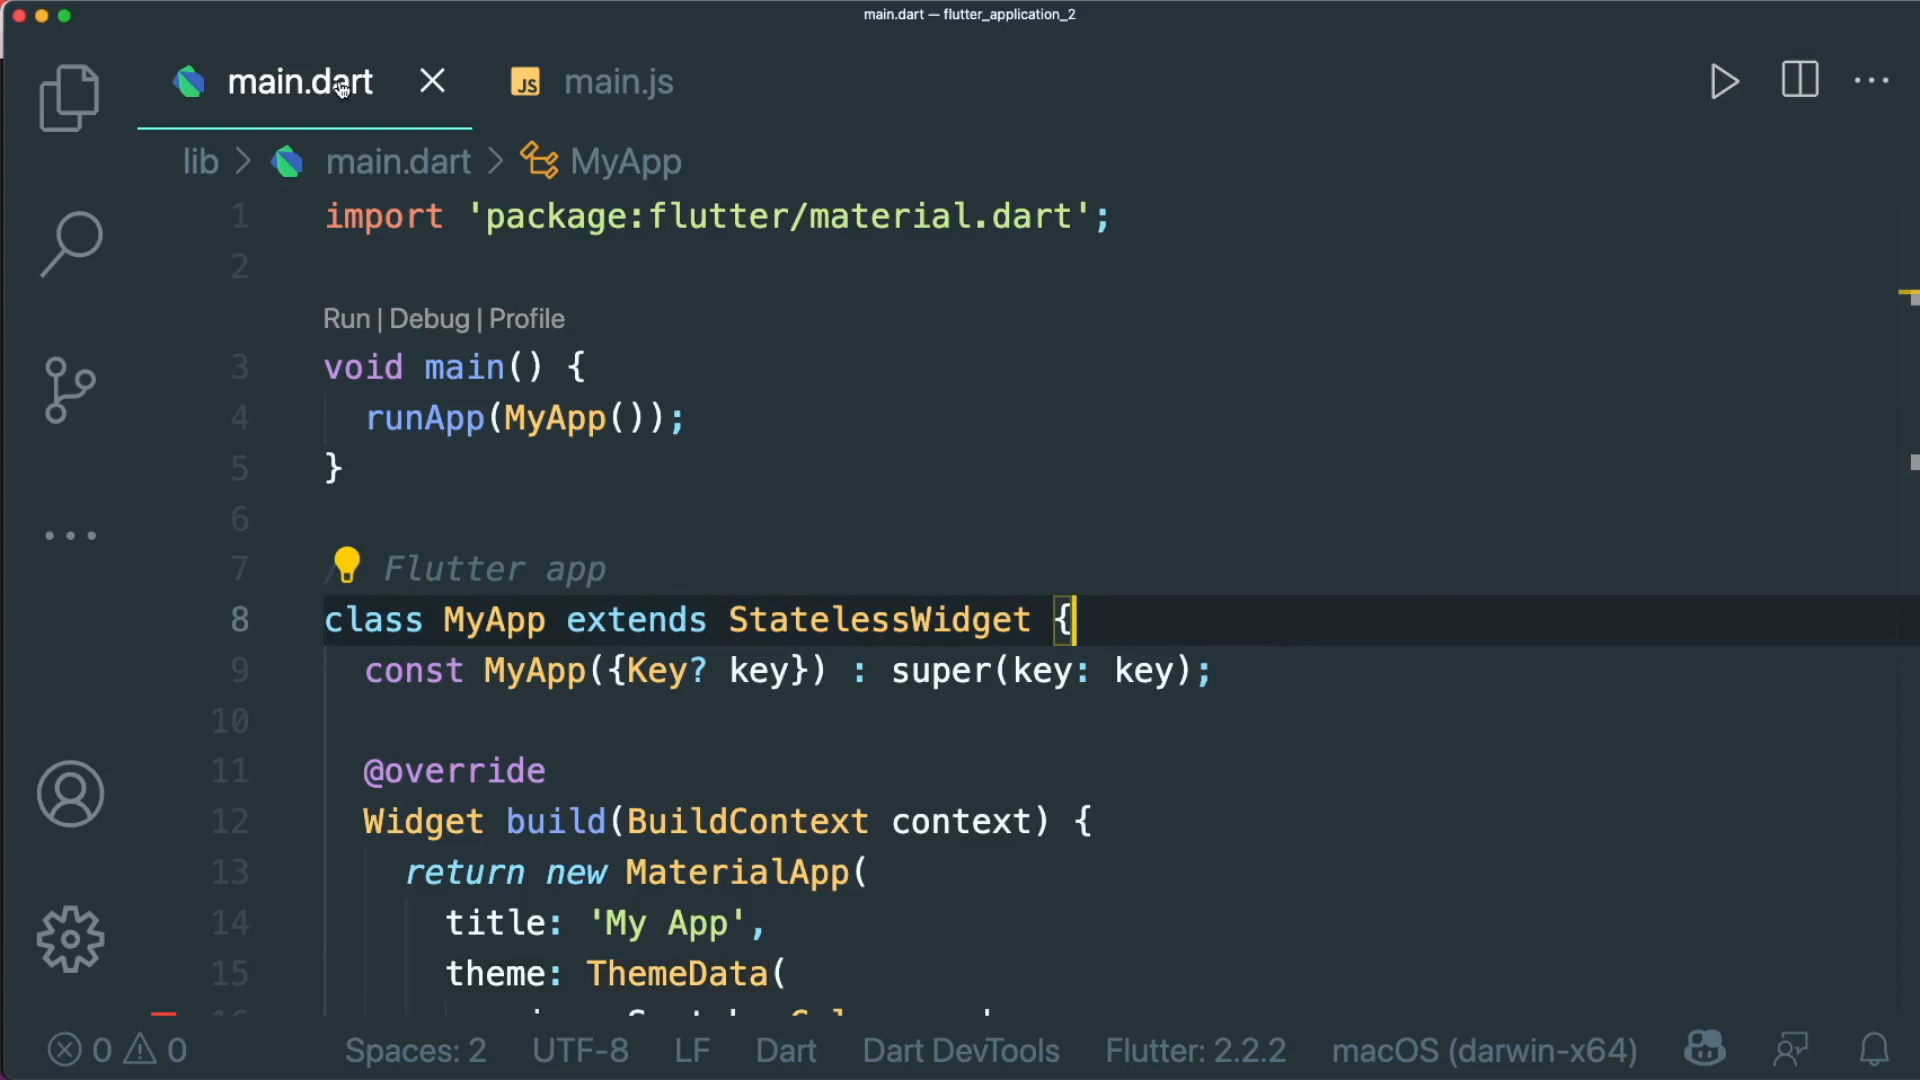 main.dart — flutter_application_2
main.dart
JS main.js
lib > main.dart > MyApp
1 import 'package:flutter/material.dart';
2
Run | Debug | Profile
3 void main() {
4 runApp(MyApp());
5 }
6
7 / Flutter app
8 class MyApp extends StatelessWidget {
9 const MyApp({Key? key}) : super(key: key);
10
11 @override
12 Widget build(BuildContext context) {
13 return new MaterialApp(
14 title: 'My App',
15 theme: ThemeData(
0 0 Spaces: 2 UTF-8 LF Dart Dart DevTools Flutter: 2.2.2 macOS (darwin-x64)